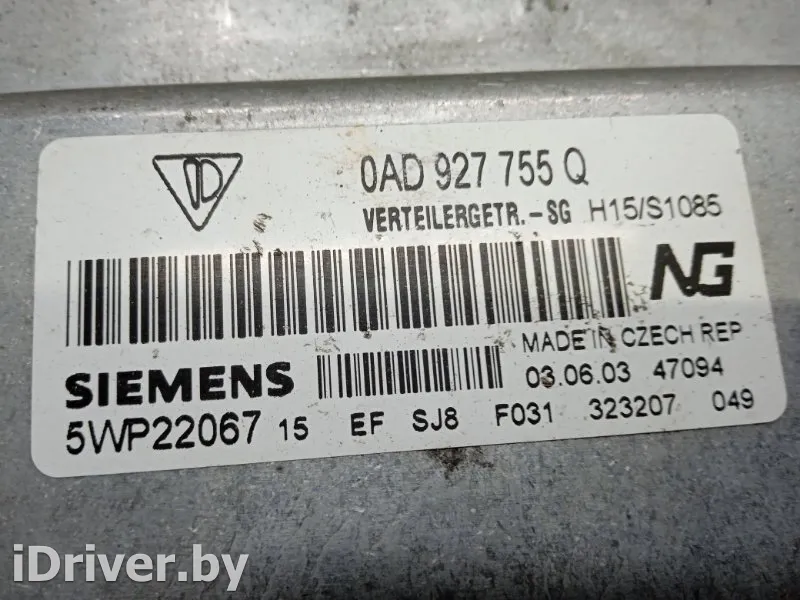 0AD 927 755 Q
VERTEILERGETR.-SG H15/S1085
NG
MADE IN CZECH REP
SIEMENS 03.06.03 47094
5WP22067 15 EF SJ8 F031 323207 049
iDriver.by